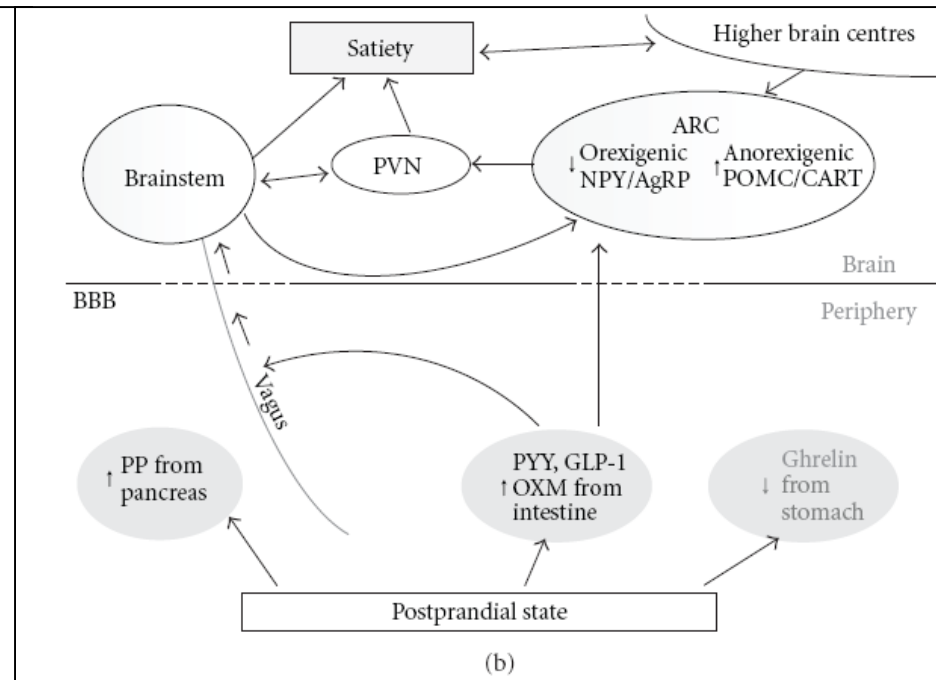 Satiety
Higher brain centres
ARC
↓ Orexigenic
NPY/AgRP
↑ Anorexigenic
POMC/CART
PVN
Brainstem
Brain
BBB
Periphery
Vagus
↑ PP from
pancreas
PYY, GLP-1
↑ OXM from
intestine
Ghrelin
↓ from
stomach
Postprandial state
(b)